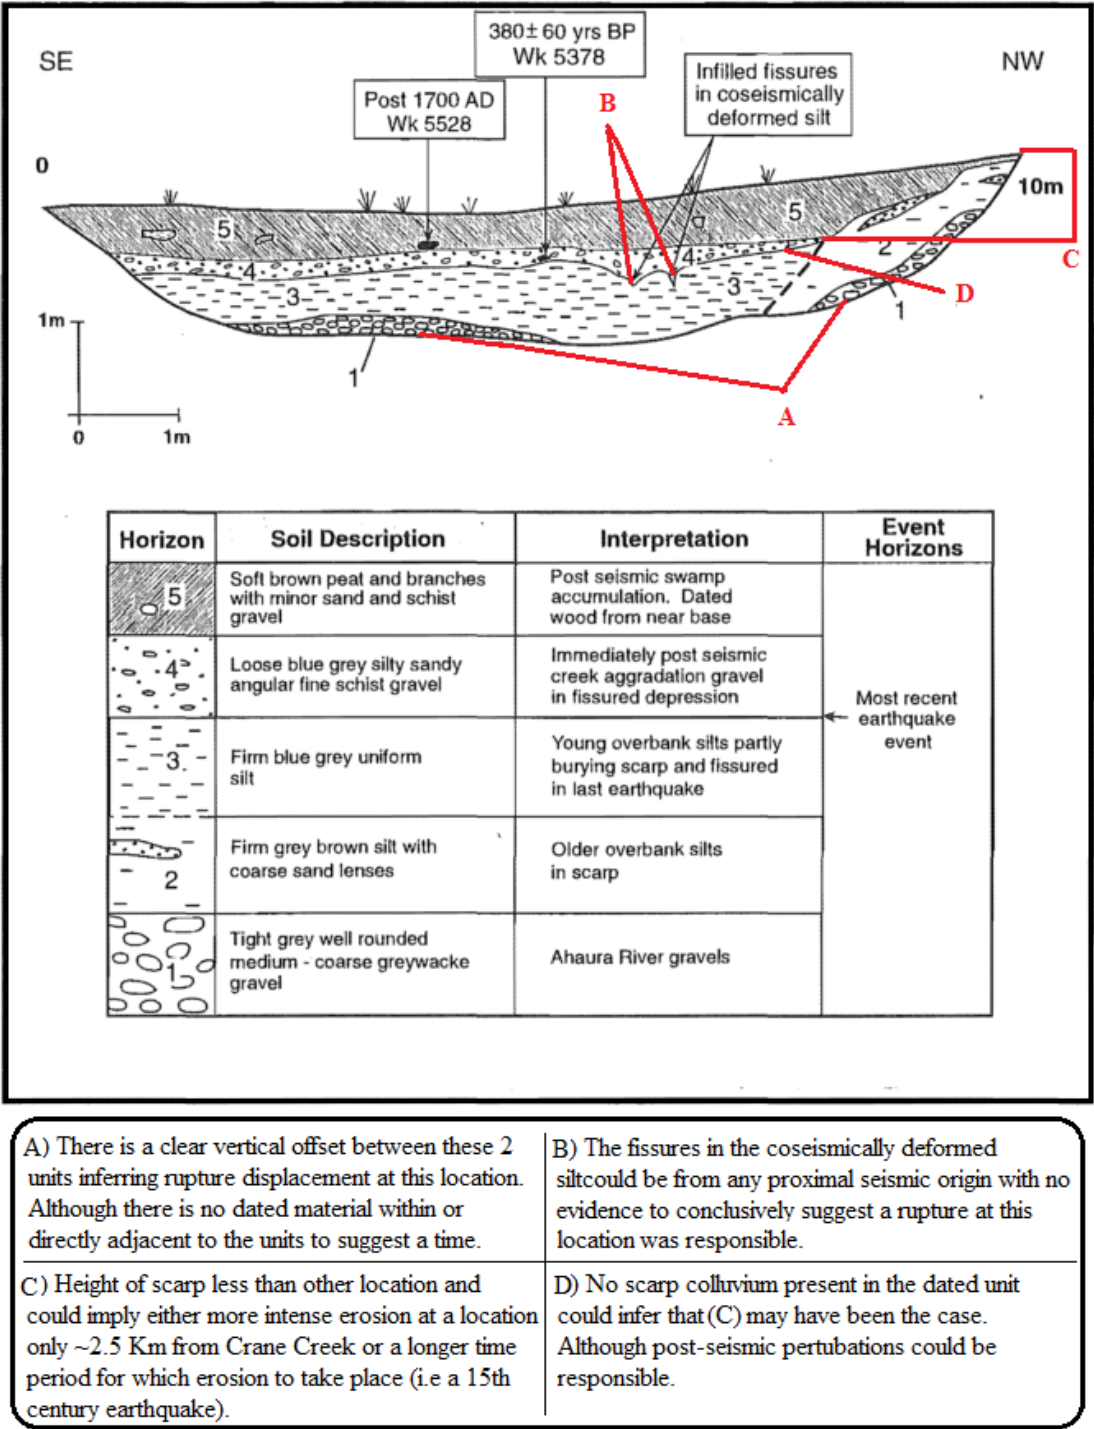 380± 60 yrs BP
Wk 5378
SE
NW
Infilled fissures
in coseismically
deformed silt
B
Post 1700 AD
Wk 5528
0
10m
5
5
2
C
4
4
3
3
D
1
1m
1
A
0
1m
Horizon
Soil Description
Interpretation
Event
Horizons
5
Soft brown peat and branches
with minor sand and schist
gravel
Post seismic swamp
accumulation. Dated
wood from near base
4
Loose blue grey silty sandy
angular fine schist gravel
Immediately post seismic
creek aggradation gravel
in fissured depression
Most recent
earthquake
event
3
Firm blue grey uniform
silt
Young overbank silts partly
burying scarp and fissured
in last earthquake
2
Firm grey brown silt with
coarse sand lenses
Older overbank silts
in scarp
1
Tight grey well rounded
medium - coarse greywacke
gravel
Ahaura River gravels
A) There is a clear vertical offset between these 2
units inferring rupture displacement at this location.
Although there is no dated material within or
directly adjacent to the units to suggest a time.
B) The fissures in the coseismically deformed
siltcould be from any proximal seismic origin with no
evidence to conclusively suggest a rupture at this
location was responsible.
C) Height of scarp less than other location and
could imply either more intense erosion at a location
only ~2.5 Km from Crane Creek or a longer time
period for which erosion to take place (i.e a 15th
century earthquake).
D) No scarp colluvium present in the dated unit
could infer that (C) may have been the case.
Although post-seismic pertubations could be
responsible.